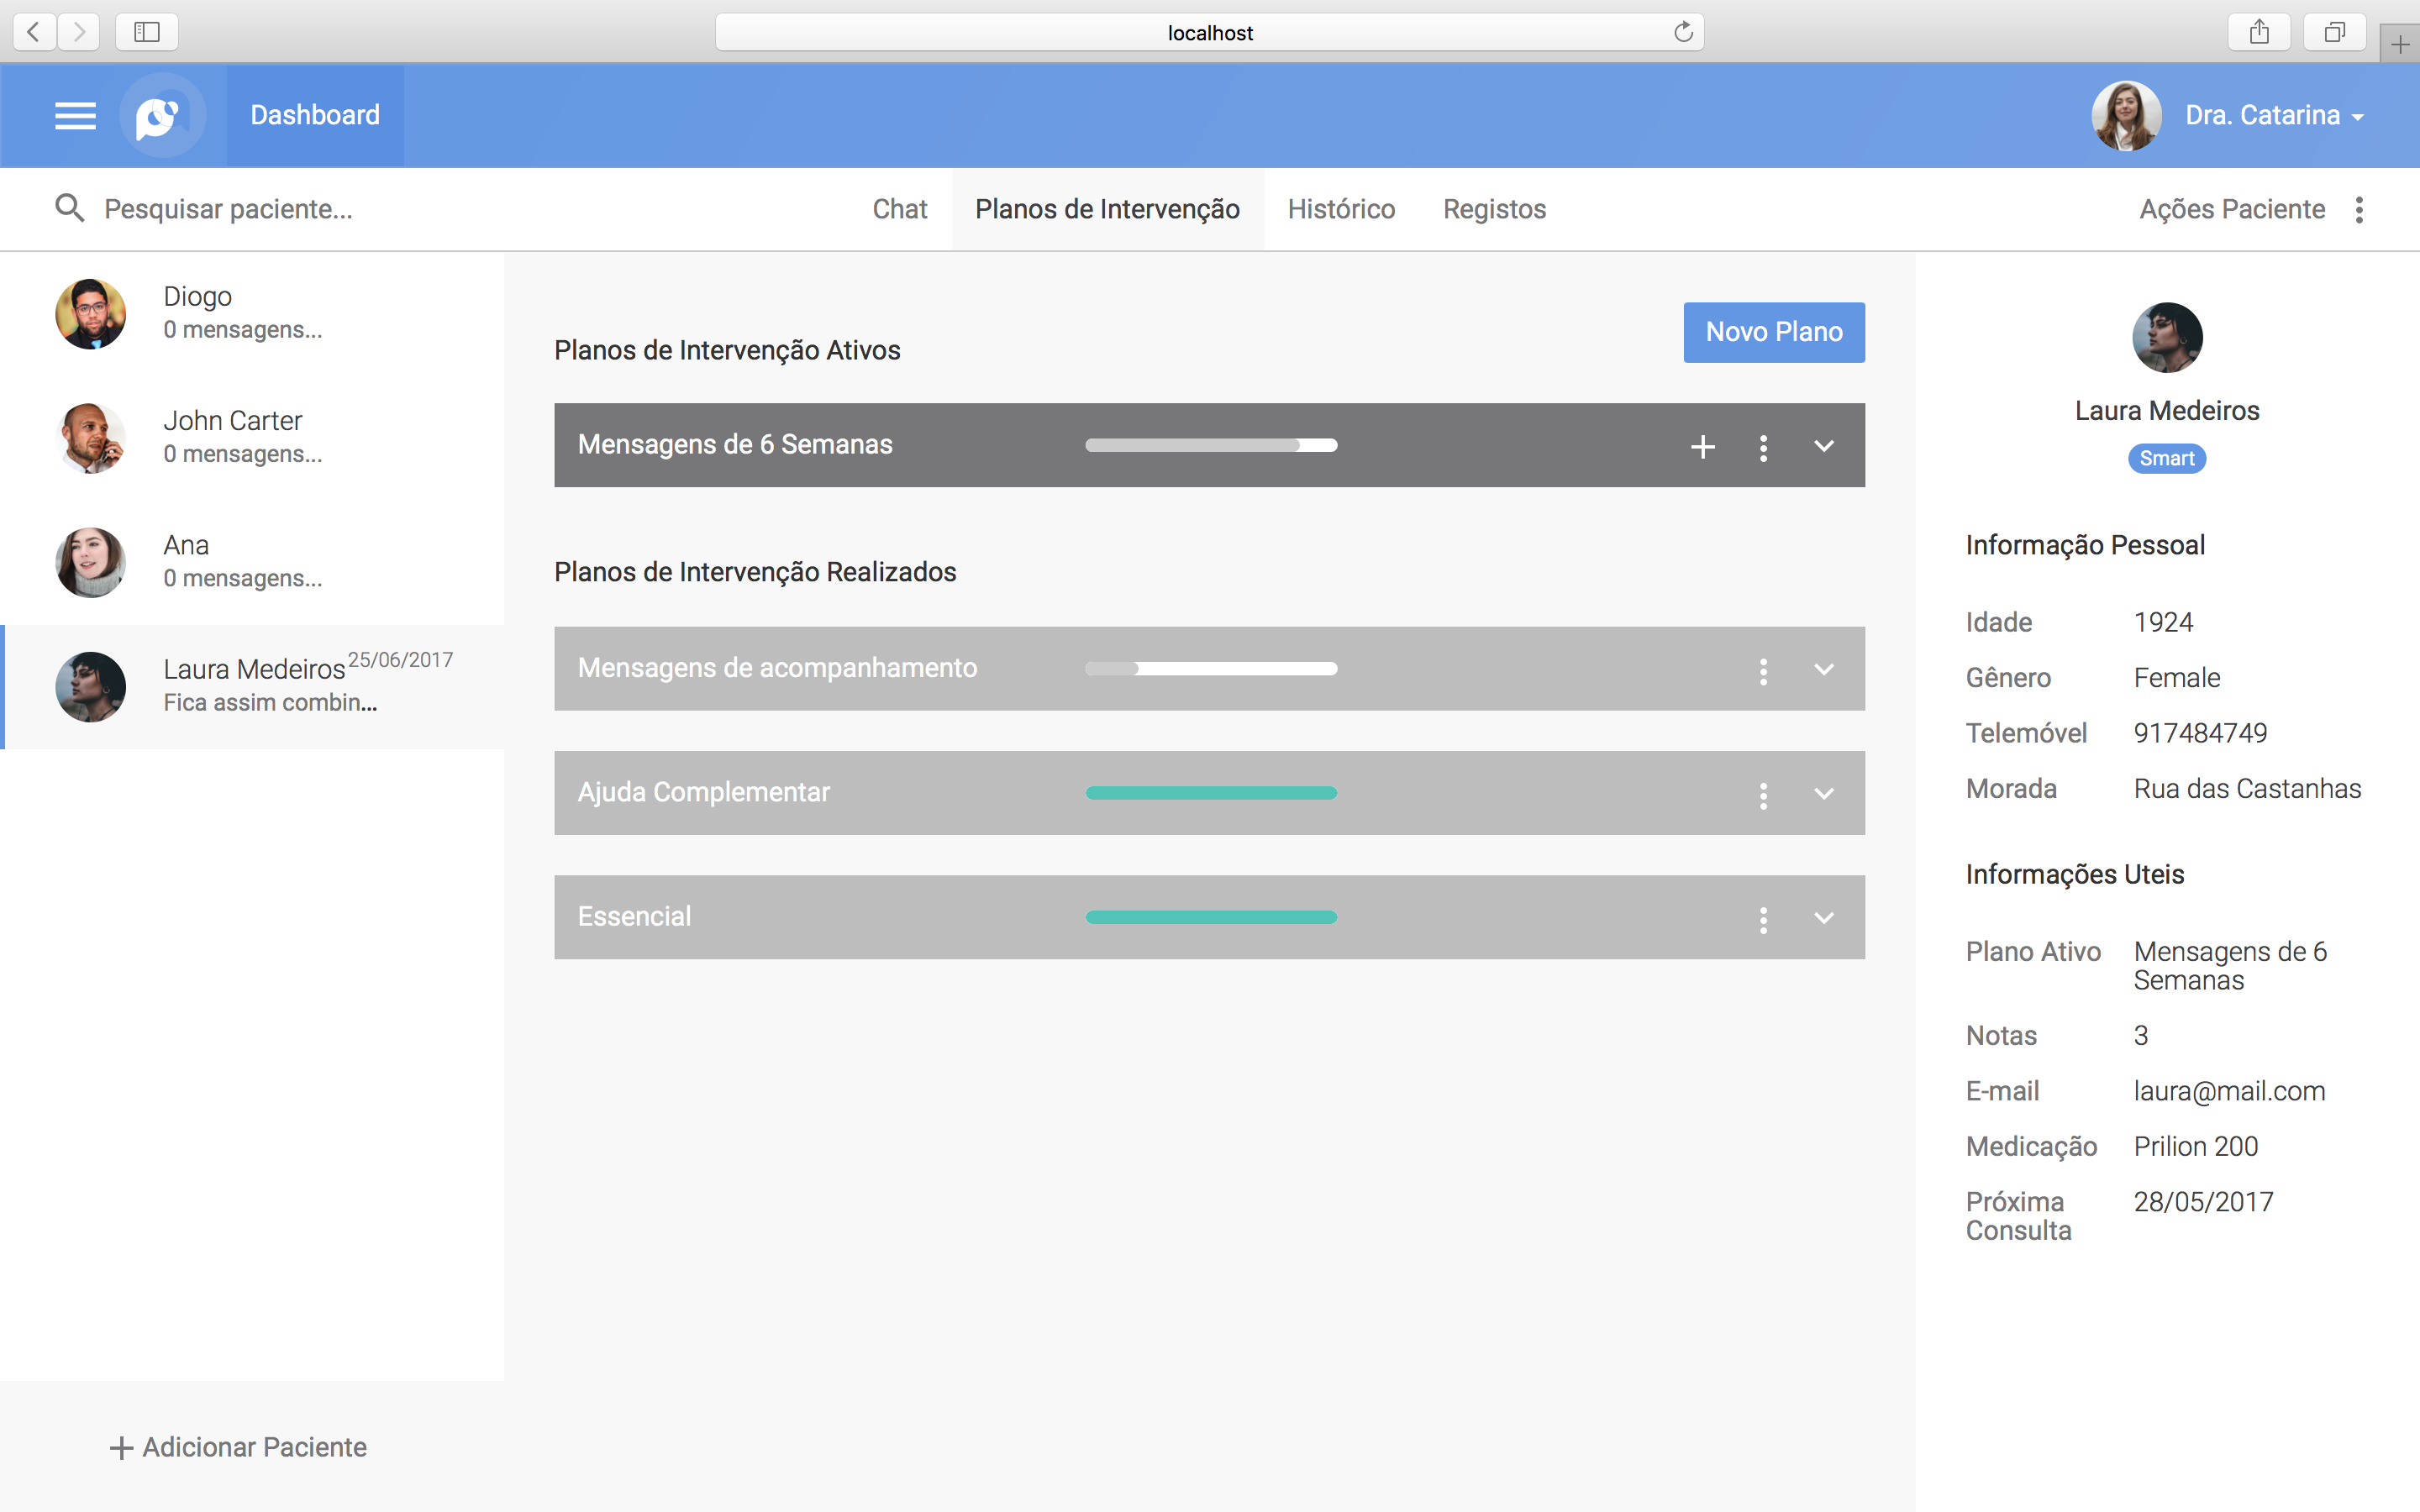 localhost
Dashboard
Dra. Catarina
Pesquisar paciente...
Chat
Planos de Intervenção
Histórico
Registos
Ações Paciente
Diogo
0 mensagens...
John Carter
0 mensagens...
Ana
0 mensagens...
Laura Medeiros
25/06/2017
Fica assim combin...
Adicionar Paciente
Planos de Intervenção Ativos
Novo Plano
Mensagens de 6 Semanas
Planos de Intervenção Realizados
Mensagens de acompanhamento
Ajuda Complementar
Essencial
Laura Medeiros
Smart
Informação Pessoal
Idade 1924
Gênero Female
Telemóvel 917484749
Morada Rua das Castanhas
Informações Uteis
Plano Ativo Mensagens de 6
Semanas
Notas 3
E-mail laura@mail.com
Medicação Prilion 200
Próxima 28/05/2017
Consulta